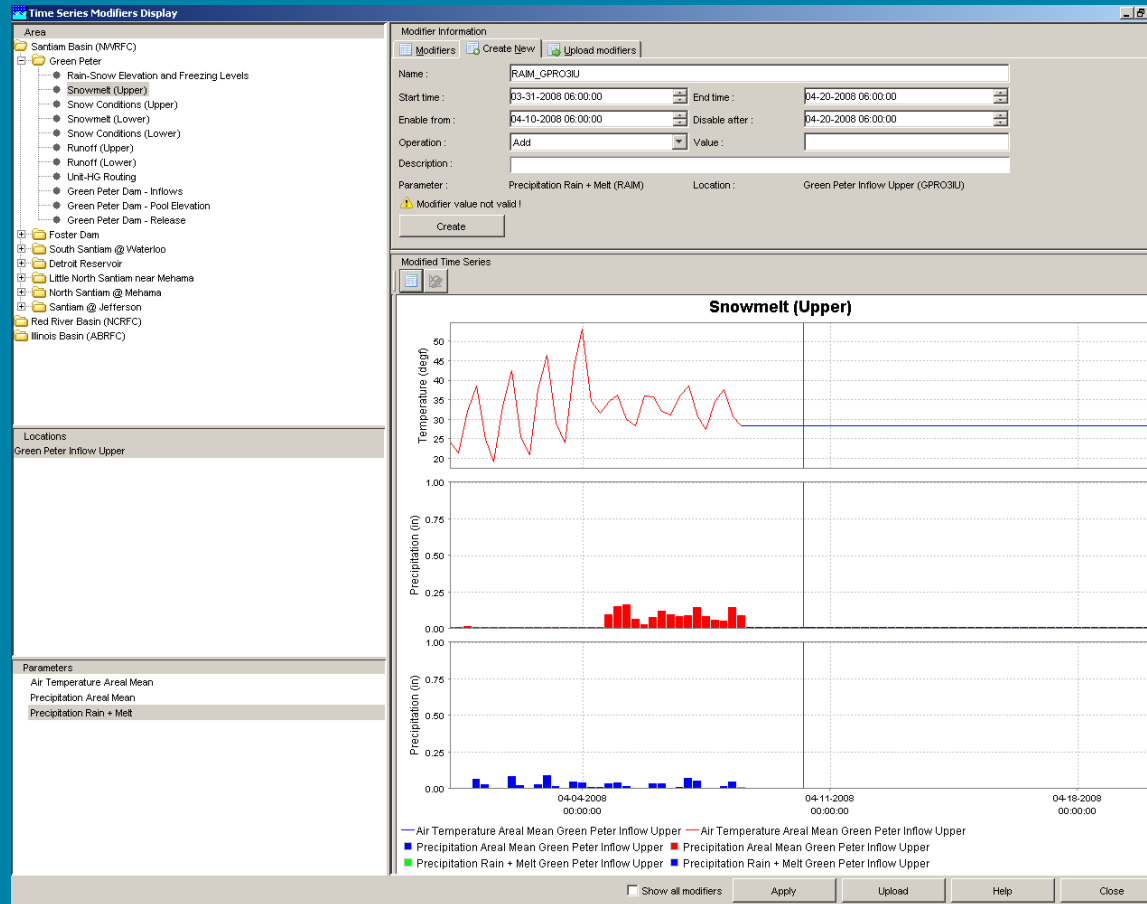 Time Series Modifiers Display
Area
Santiam Basin (NWRFC)
Green Peter
Rain-Snow Elevation and Freezing Levels
Snowmelt (Upper)
Snow Conditions (Upper)
Snowmelt (Lower)
Snow Conditions (Lower)
Runoff (Upper)
Runoff (Lower)
Unit-HG Routing
Green Peter Dam - Inflows
Green Peter Dam - Pool Elevation
Green Peter Dam - Release
Foster Dam
South Santiam @ Waterloo
Detroit Reservoir
Little North Santiam near Mehama
North Santiam @ Mehama
Santiam @ Jefferson
Red River Basin (NCRFC)
Illinois Basin (ABRFC)
Locations
Green Peter Inflow Upper
Parameters
Air Temperature Areal Mean
Precipitation Areal Mean
Precipitation Rain + Melt
Modifier Information
Modifiers Create New Upload modifiers
Name : RAIM_GPRO3IU
Start time : 03-31-2008 06:00:00 End time : 04-20-2008 06:00:00
Enable from : 04-10-2008 06:00:00 Disable after : 04-20-2008 06:00:00
Operation : Add Value :
Description :
Parameter : Precipitation Rain + Melt (RAIM) Location : Green Peter Inflow Upper (GPRO3IU)
Modifier value not valid !
Create
Modified Time Series
Snowmelt (Upper)
Temperature (degf)
50
45
40
35
30
25
20
Precipitation (in)
1.00
0.75
0.50
0.25
0.00
Precipitation (in)
1.00
0.75
0.50
0.25
0.00
04-04-2008 04-11-2008 04-18-2008
00:00:00 00:00:00 00:00:00
Air Temperature Areal Mean Green Peter Inflow Upper Air Temperature Areal Mean Green Peter Inflow Upper
Precipitation Areal Mean Green Peter Inflow Upper Precipitation Areal Mean Green Peter Inflow Upper
Precipitation Rain + Melt Green Peter Inflow Upper Precipitation Rain + Melt Green Peter Inflow Upper
Show all modifiers Apply Upload Help Close